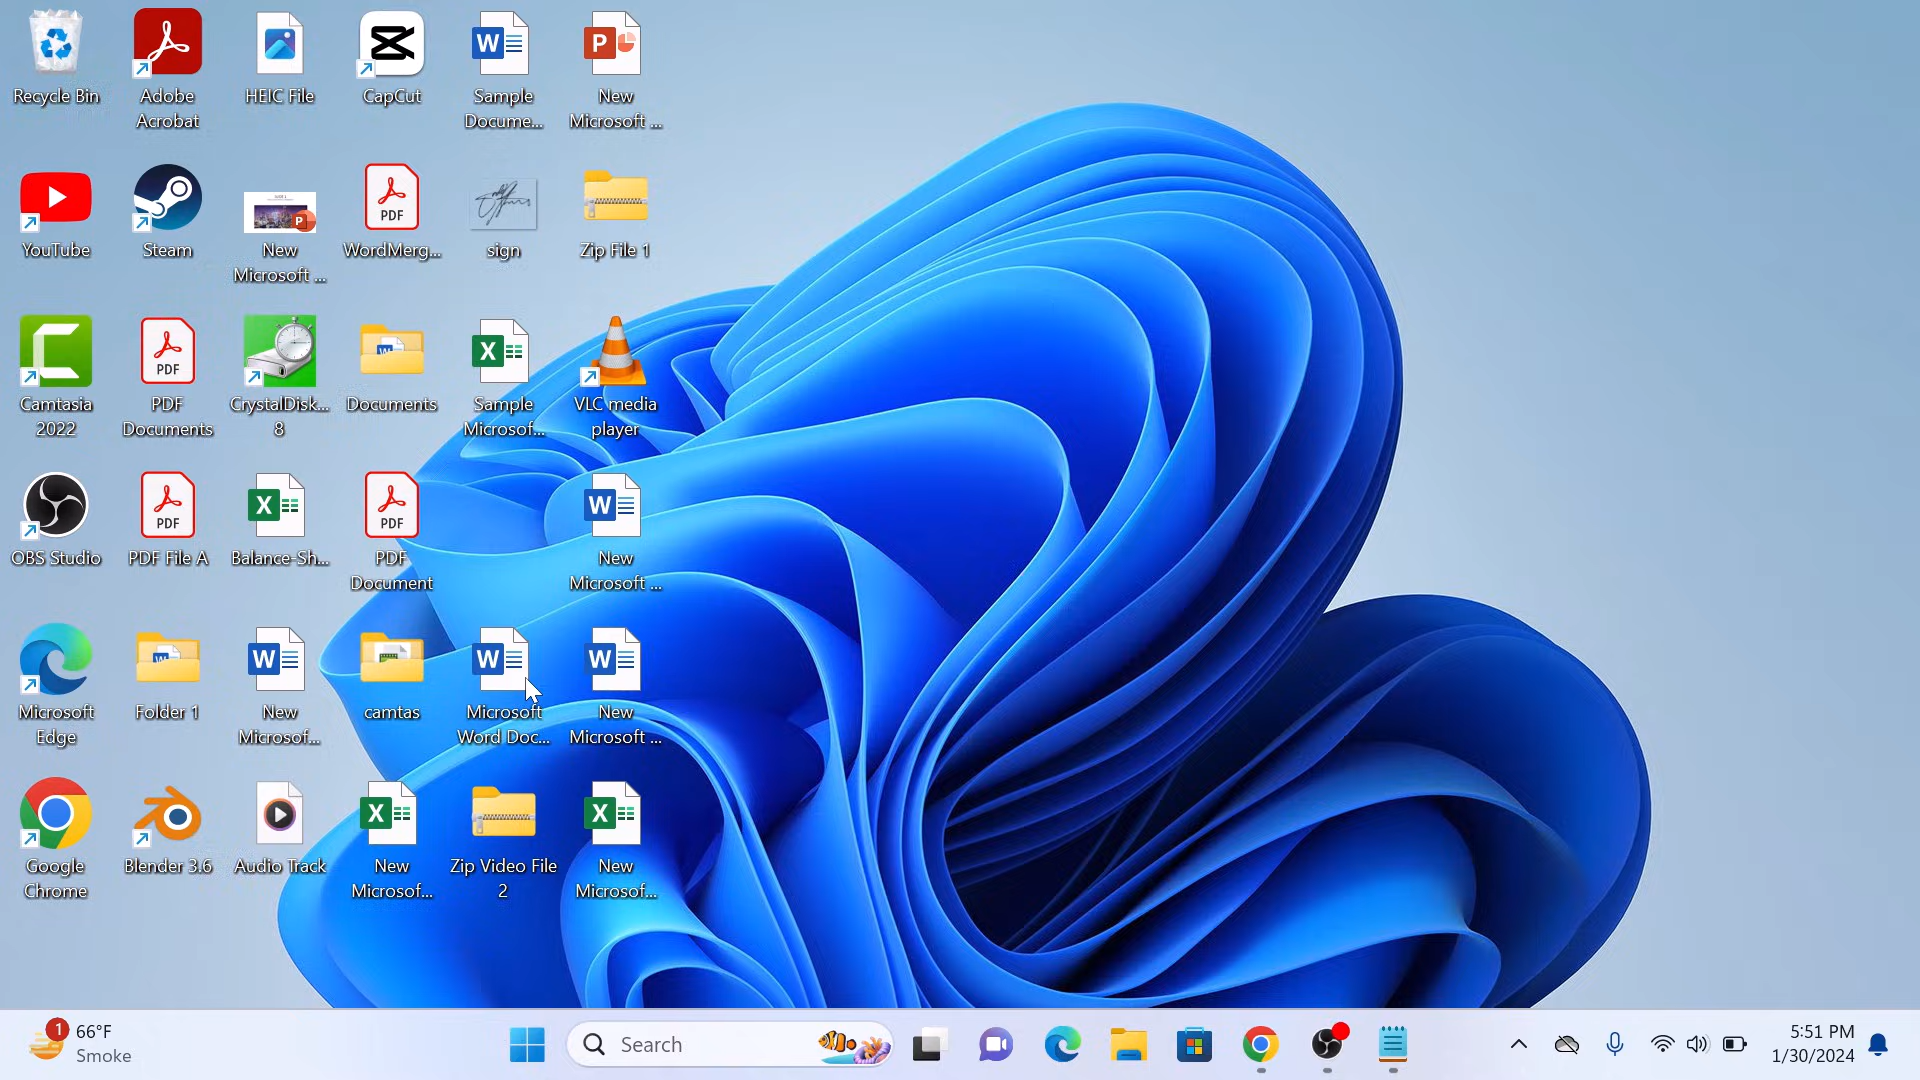 Recycle Bin
Adobe
Acrobat
HEIC File
CapCut
W
Sample
Docume...
P
New
Microsoft ...
YouTube
Steam
P
New
Microsoft ...
PDF
WordMerg...
sign
Zip File 1
Camtasia
2022
PDF
PDF
Documents
CrystalDisk...
8
Documents
X
Sample
Microsof...
VLC media
player
OBS Studio
PDF
PDF File A
X
Balance-Sh...
PDF
PDF
Document
W
New
Microsoft ...
Microsoft
Edge
Folder 1
W
New
Microsof...
camtas
W
Microsoft
Word Doc...
W
New
Microsoft ...
Google
Chrome
Blender 3.6
Audio Track
X
New
Microsof...
Zip Video File
2
X
New
Microsof...
1
66°F
Smoke
Search
5:51 PM
1/30/2024